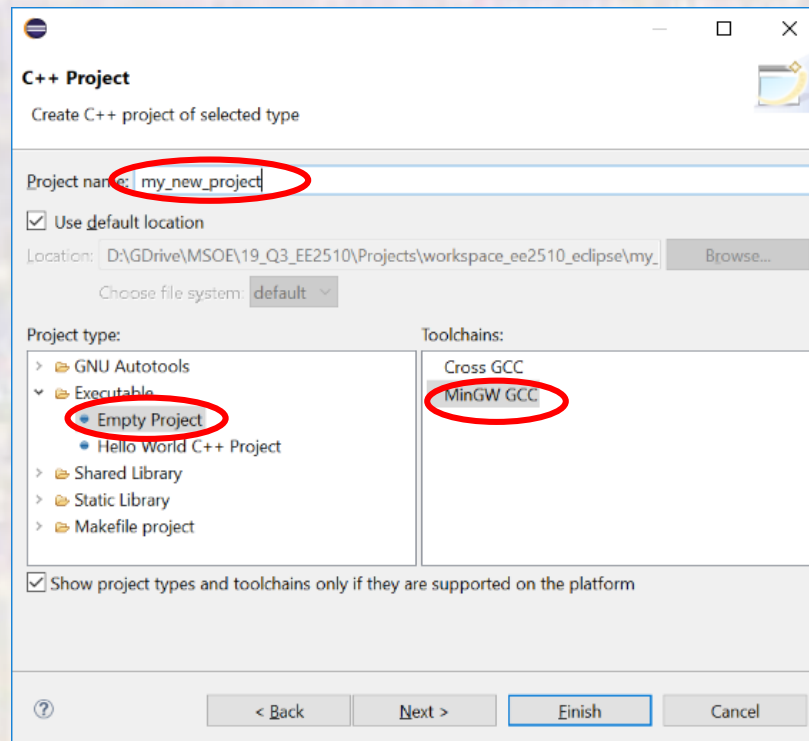 C++ Project
Create C++ project of selected type
Project name: my_new_project
Use default location
Location: D:\GDrive\MSOE\19_Q3_EE2510\Projects\workspace_ee2510_eclipse\my_ Browse...
Choose file system: default
Project type: Toolchains:
GNU Autotools Cross GCC
Executable MinGW GCC
Empty Project
Hello World C++ Project
Shared Library
Static Library
Makefile project
Show project types and toolchains only if they are supported on the platform
? < Back Next > Finish Cancel